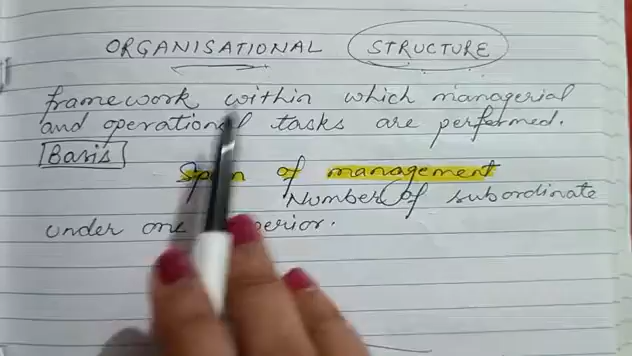 ORGANISATIONAL STRUCTURE
framework within which managerial
and operational tasks are performed.
Basis
Span of management
Number of subordinate
under one superior.